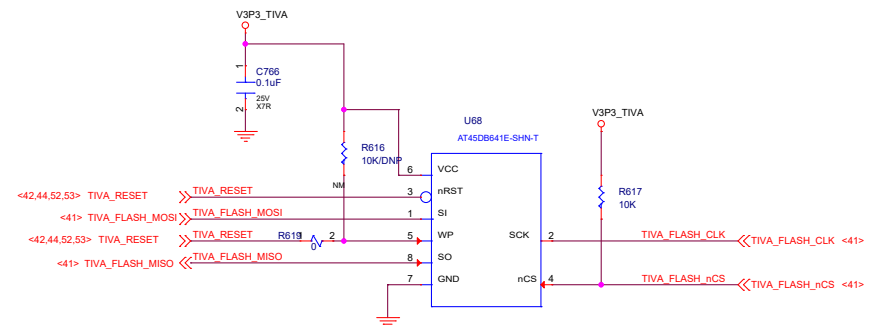 V3P3_TIVA
1
C766
0.1uF
25V
X7R
2
V3P3_TIVA
U68
AT45DB641E-SHN-T
R616
10K/DNP
NM
R617
10K
6 VCC
<42,44,52,53> TIVA_RESET TIVA_RESET 3 nRST
<41> TIVA_FLASH_MOSI TIVA_FLASH_MOSI 1 SI
<42,44,52,53> TIVA_RESET TIVA_RESET R619 1 2 5 WP SCK 2 TIVA_FLASH_CLK TIVA_FLASH_CLK <41>
0
<41> TIVA_FLASH_MISO TIVA_FLASH_MISO 8 SO
7 GND nCS 4 TIVA_FLASH_nCS TIVA_FLASH_nCS <41>